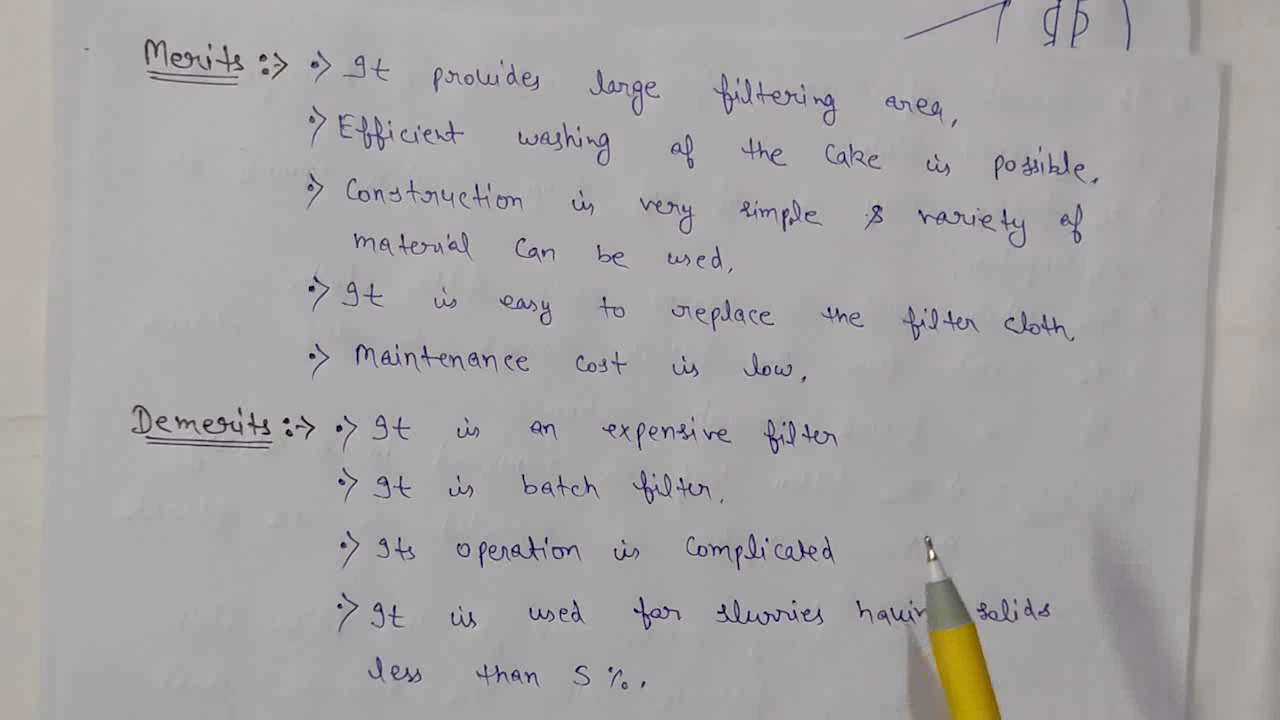 Merits :-> •> It provides large filtering area,
•> Efficient washing of the cake is possible.
•> Construction is very simple & variety of
material can be used.
•> It is easy to replace the filter cloth.
•> Maintenance cost is low.
Demerits :-> •> It is an expensive filter
•> It is batch filter.
•> Its operation is complicated
•> It is used for slurries having solids
less than 5%.